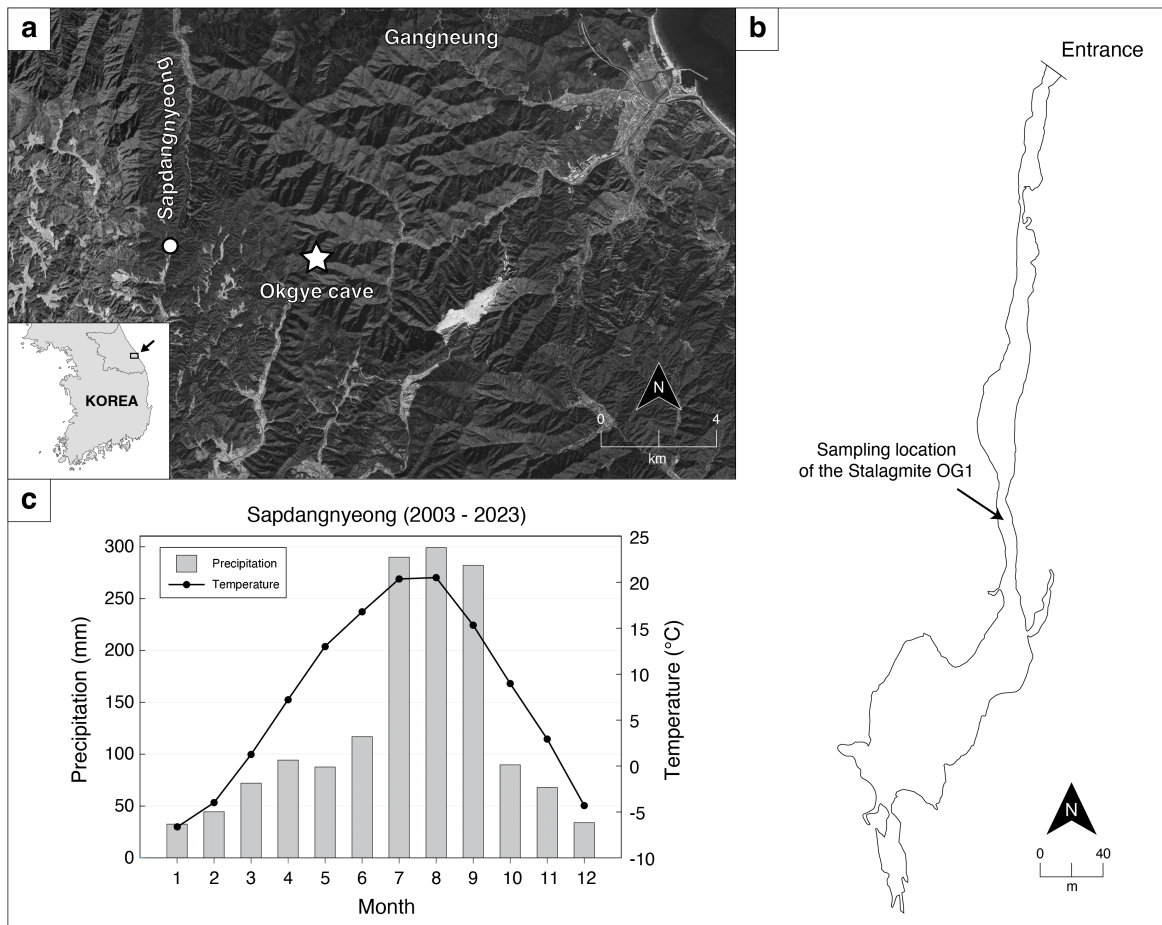 a
Gangneung
Sapdangnyeong
Okgye cave
KOREA
N
0 4
km
b
Entrance
Sampling location
of the Stalagmite OG1
N
0 40
m
c
Sapdangnyeong (2003 - 2023)
Precipitation
Temperature
Precipitation (mm)
300
250
200
150
100
50
0
Temperature (°C)
25
20
15
10
5
0
-5
-10
1 2 3 4 5 6 7 8 9 10 11 12
Month